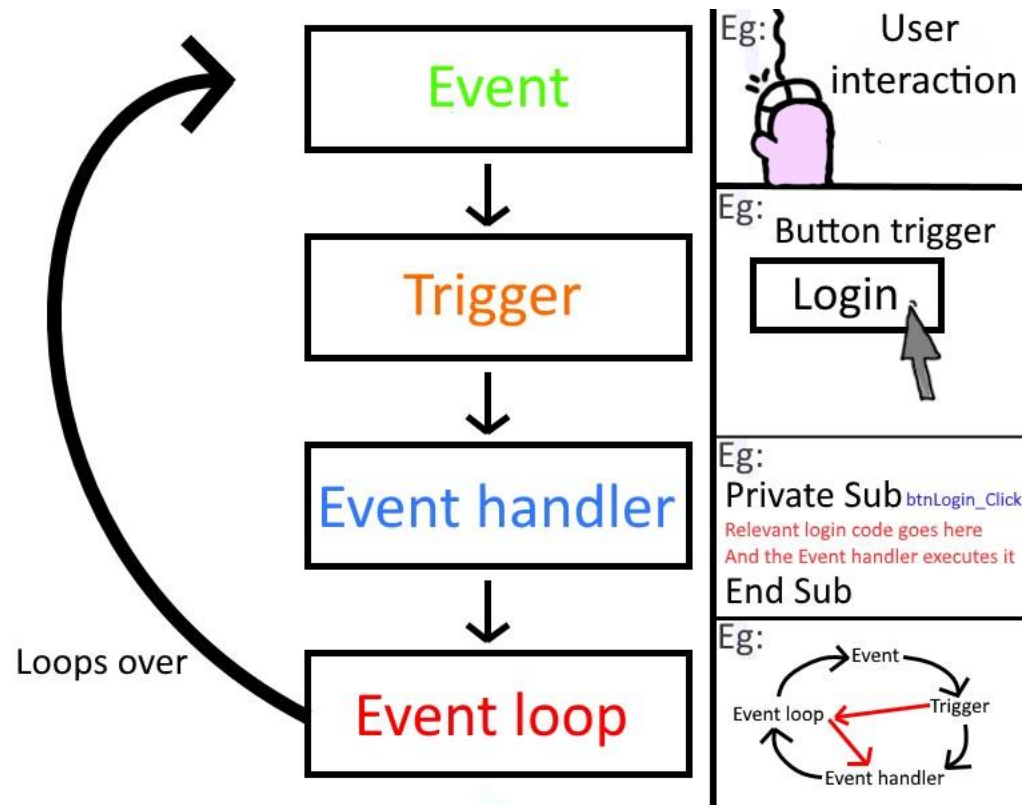 Event
Trigger
Event handler
Event loop
Loops over
Eg:
User
interaction
Eg:
Button trigger
Login
Eg:
Private Sub btnLogin_Click
Relevant login code goes here
And the Event handler executes it
End Sub
Eg:
Event
Trigger
Event loop
Event handler